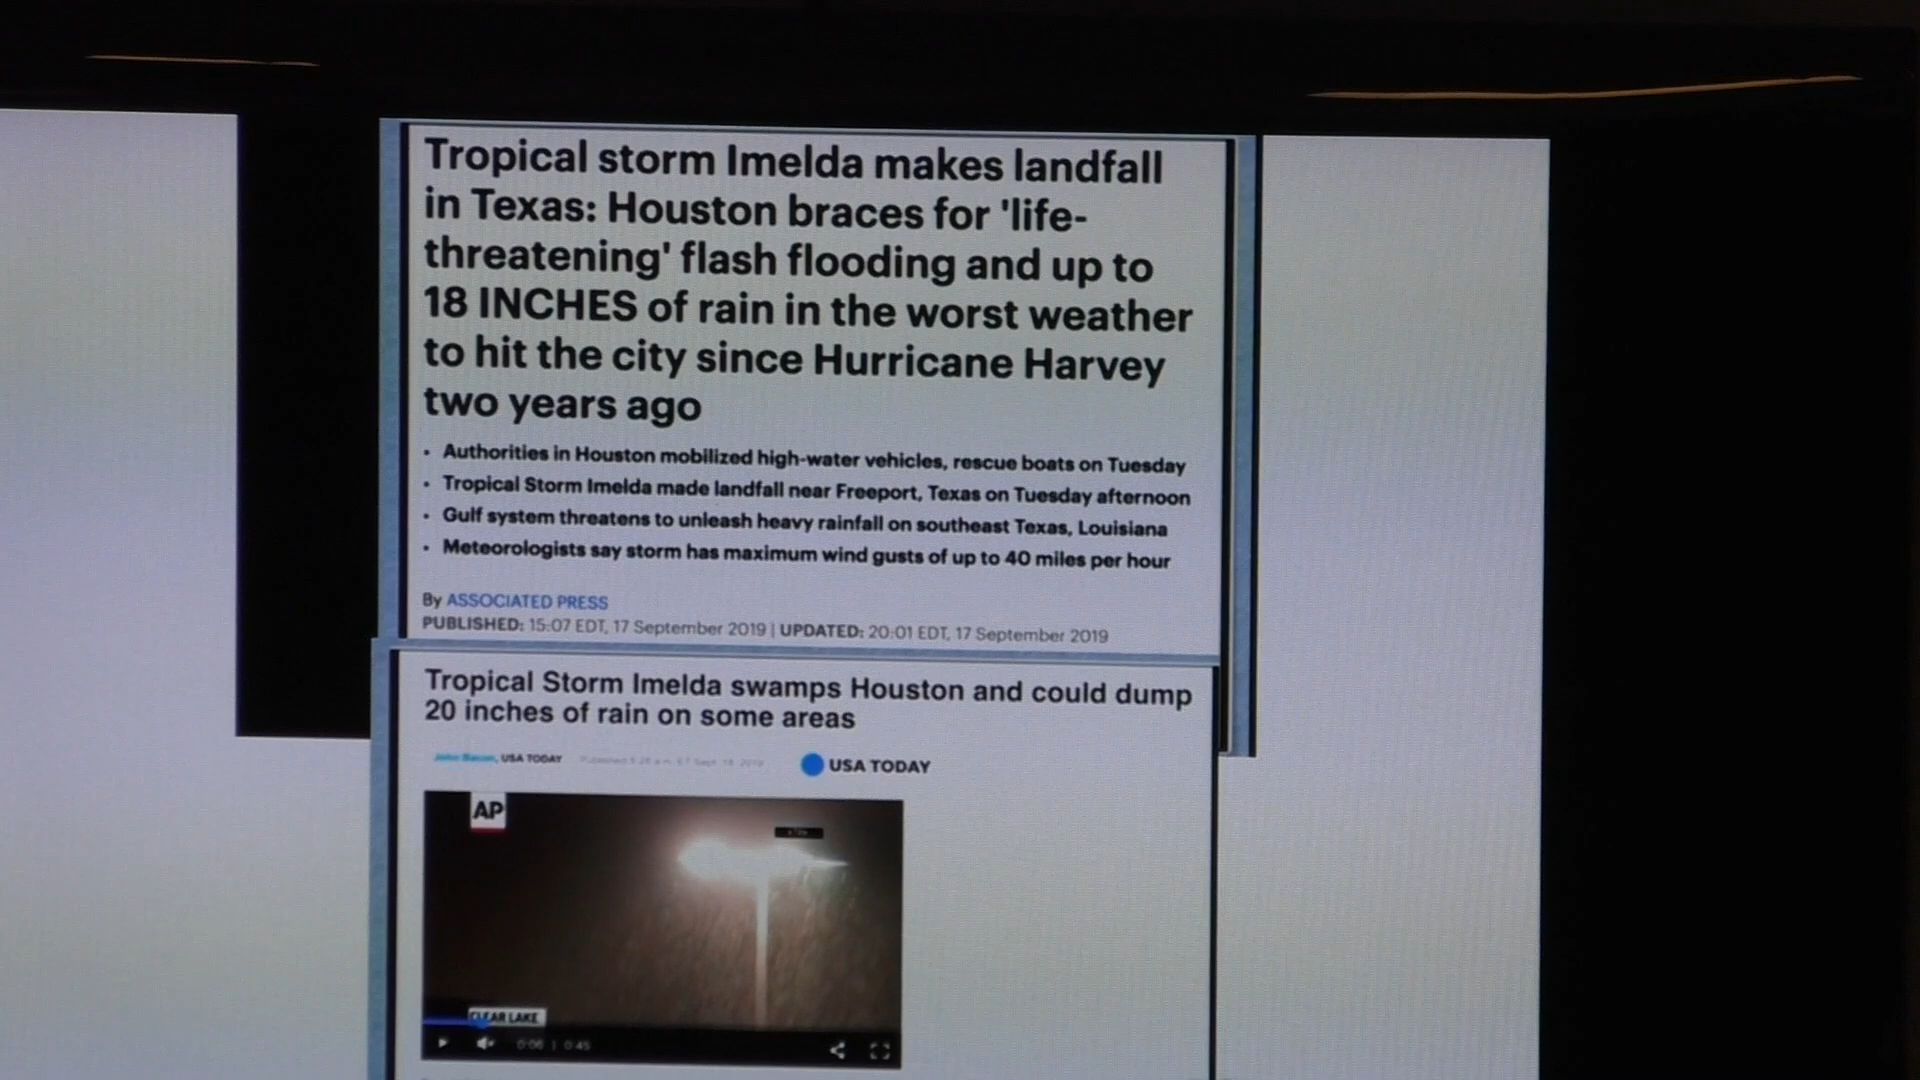 Tropical storm Imelda makes landfall
in Texas: Houston braces for 'life-
threatening' flash flooding and up to
18 INCHES of rain in the worst weather
to hit the city since Hurricane Harvey
two years ago
• Authorities in Houston mobilized high-water vehicles, rescue boats on Tuesday
• Tropical Storm Imelda made landfall near Freeport, Texas on Tuesday afternoon
• Gulf system threatens to unleash heavy rainfall on southeast Texas, Louisiana
• Meteorologists say storm has maximum wind gusts of up to 40 miles per hour
By ASSOCIATED PRESS
PUBLISHED: 15:07 EDT, 17 September 2019 | UPDATED: 20:01 EDT, 17 September 2019
Tropical Storm Imelda swamps Houston and could dump
20 inches of rain on some areas
John Bacon, USA TODAY
USA TODAY
AP
CLEAR LAKE
0:06 | 0:45